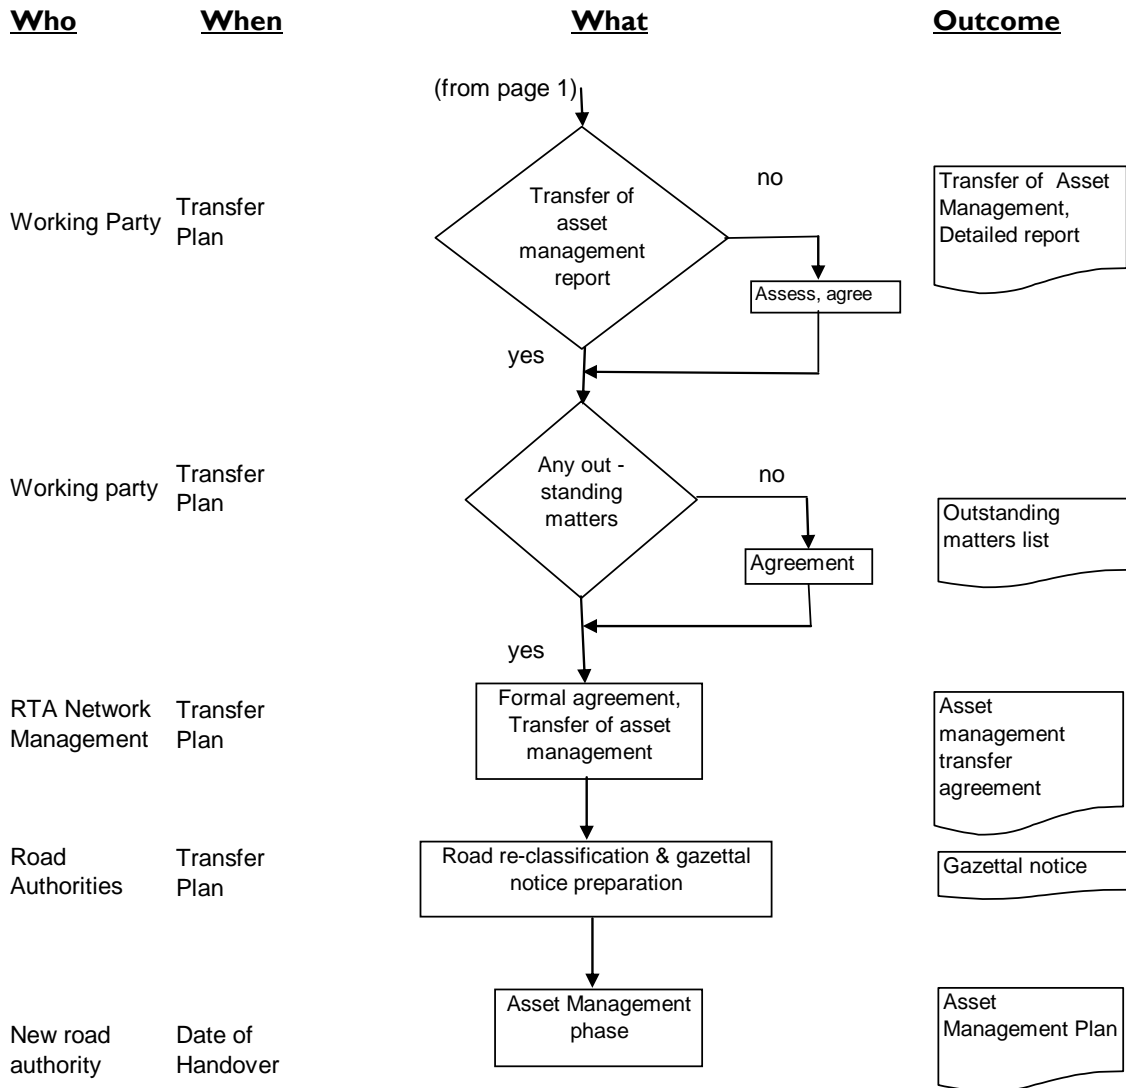 Who When What Outcome
(from page 1)
Working Party
Transfer
Plan
Transfer of
asset
management
report
no
Assess, agree
Transfer of Asset
Management,
Detailed report
yes
Working party
Transfer
Plan
Any out -
standing
matters
no
Agreement
Outstanding
matters list
yes
RTA Network
Management
Transfer
Plan
Formal agreement,
Transfer of asset
management
Asset
management
transfer
agreement
Road
Authorities
Transfer
Plan
Road re-classification & gazettal
notice preparation
Gazettal notice
New road
authority
Date of
Handover
Asset Management
phase
Asset
Management Plan